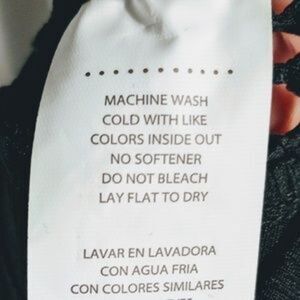 MACHINE WASH
COLD WITH LIKE
COLORS INSIDE OUT
NO SOFTENER
DO NOT BLEACH
LAY FLAT TO DRY
LAVAR EN LAVADORA
CON AGUA FRIA
CON COLORES SIMILARES